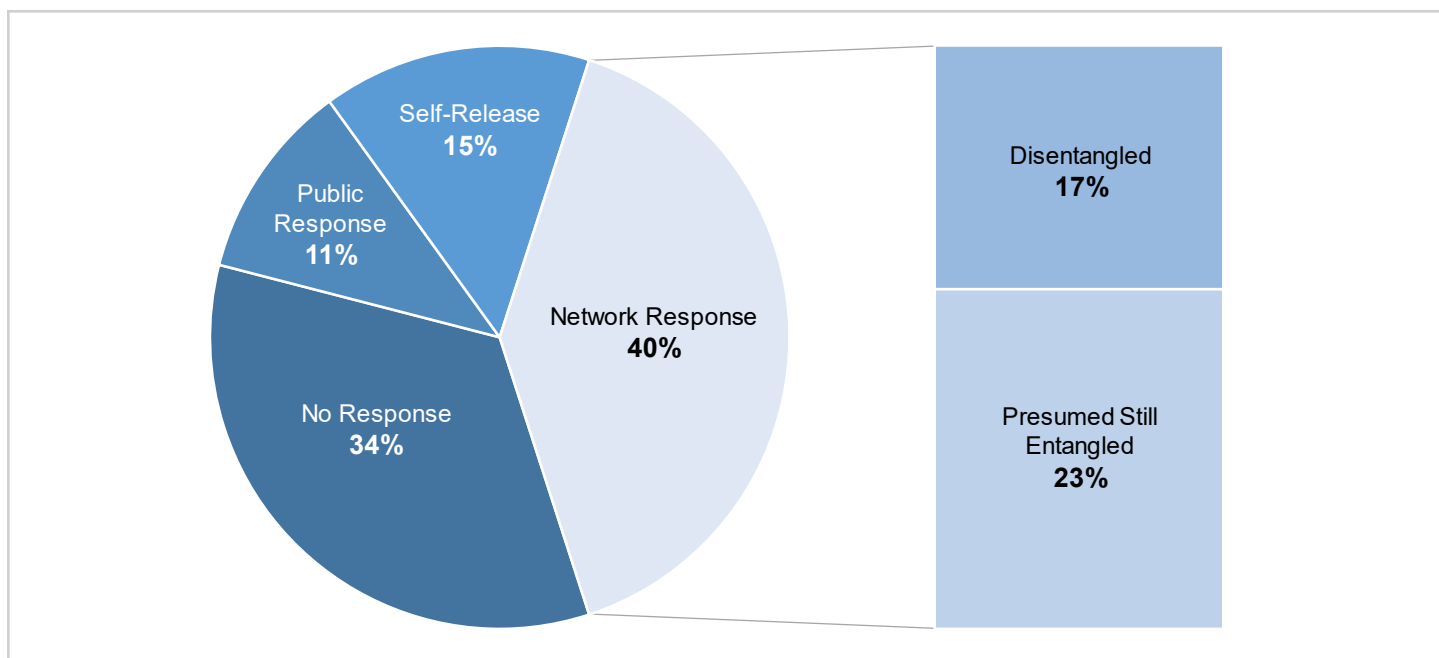 Self-Release
15%
Public
Response
11%
No Response
34%
Network Response
40%
Disentangled
17%
Presumed Still
Entangled
23%